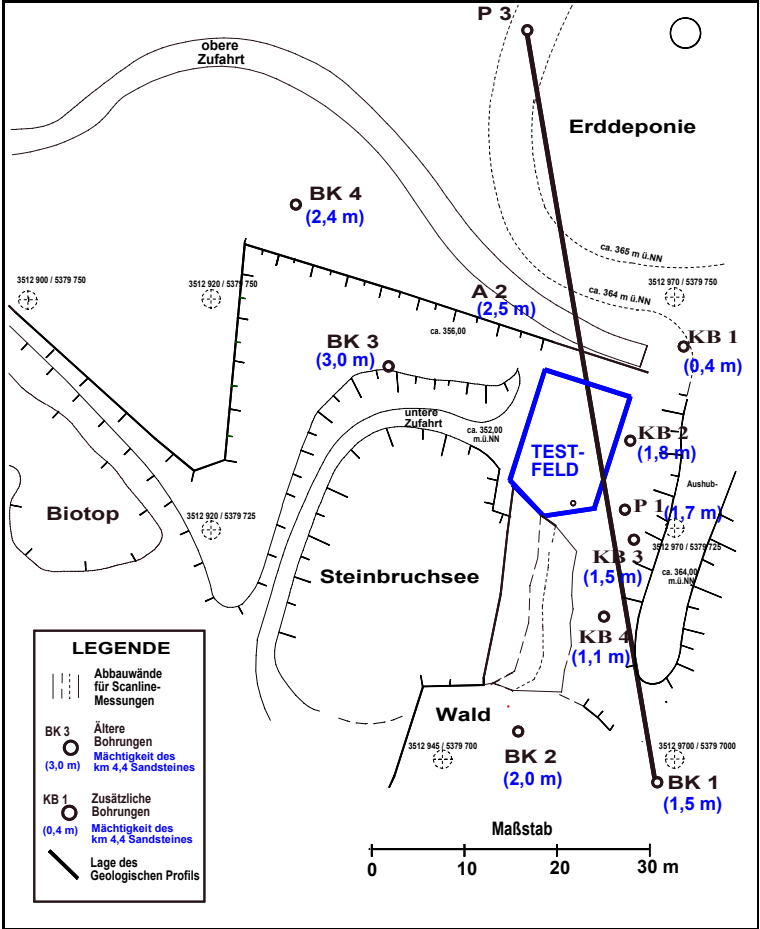 P 3
obere
Zufahrt
Erddeponie
BK 4
(2,4 m)
ca. 365 m ü.NN
3512 900 / 5379 750
3512 920 / 5379 750
A 2
(2,5 m)
ca. 364 m ü.NN
3512 970 / 5379 750
ca. 356,00
BK 3
(3,0 m)
KB 1
(0,4 m)
untere
Zufahrt
ca. 352,00
m.ü.NN
TEST-
FELD
KB 2
(1,8 m)
Aushub-
Biotop
3512 920 / 5379 725
P 1
(1,7 m)
KB 3
3512 970 / 5379 725
(1,5 m)
ca. 364,00
m.ü.NN
Steinbruchsee
KB 4
(1,1 m)
LEGENDE
Abbauwände
für Scanline-
Messungen
BK 3
Ältere
Bohrungen
(3,0 m)
Mächtigkeit des
km 4,4 Sandsteines
KB 1
Zusätzliche
Bohrungen
(0,4 m)
Mächtigkeit des
km 4,4 Sandsteines
Lage des
Geologischen Profils
Wald
3512 945 / 5379 700
BK 2
(2,0 m)
3512 9700 / 5379 7000
BK 1
(1,5 m)
Maßstab
0 10 20 30 m